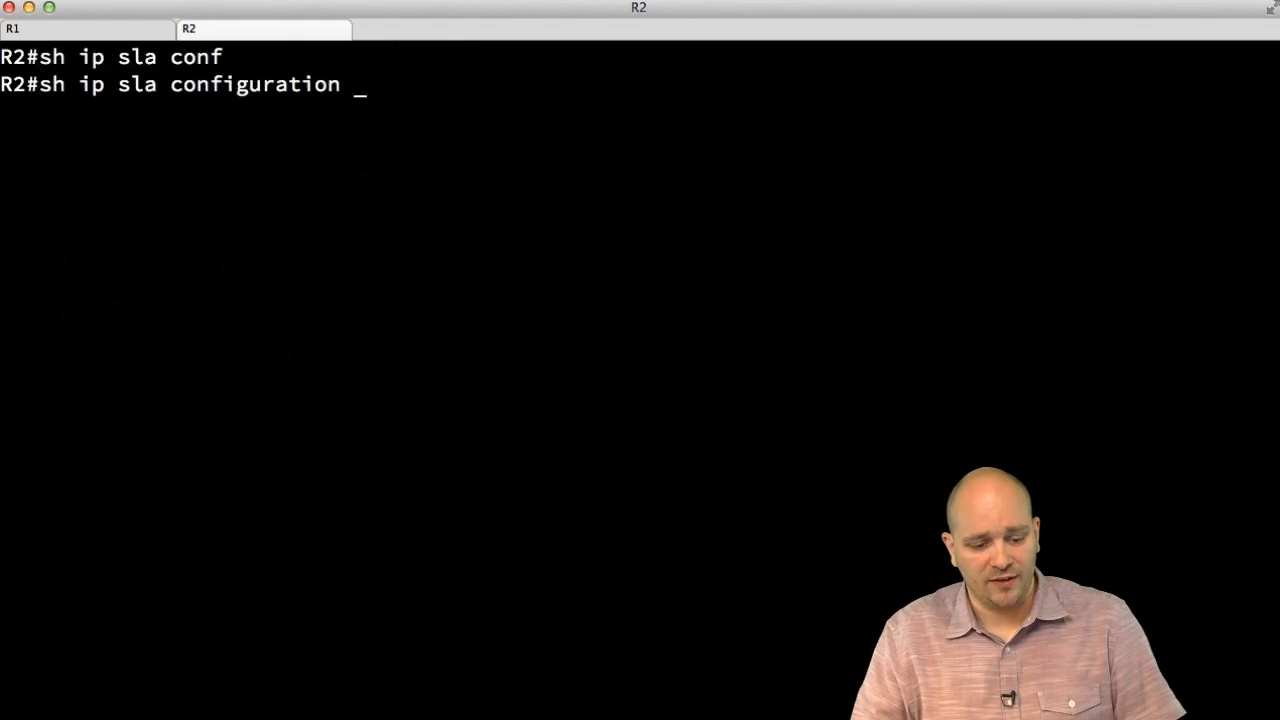 R2
R1
R2
R2#sh ip sla conf
R2#sh ip sla configuration _